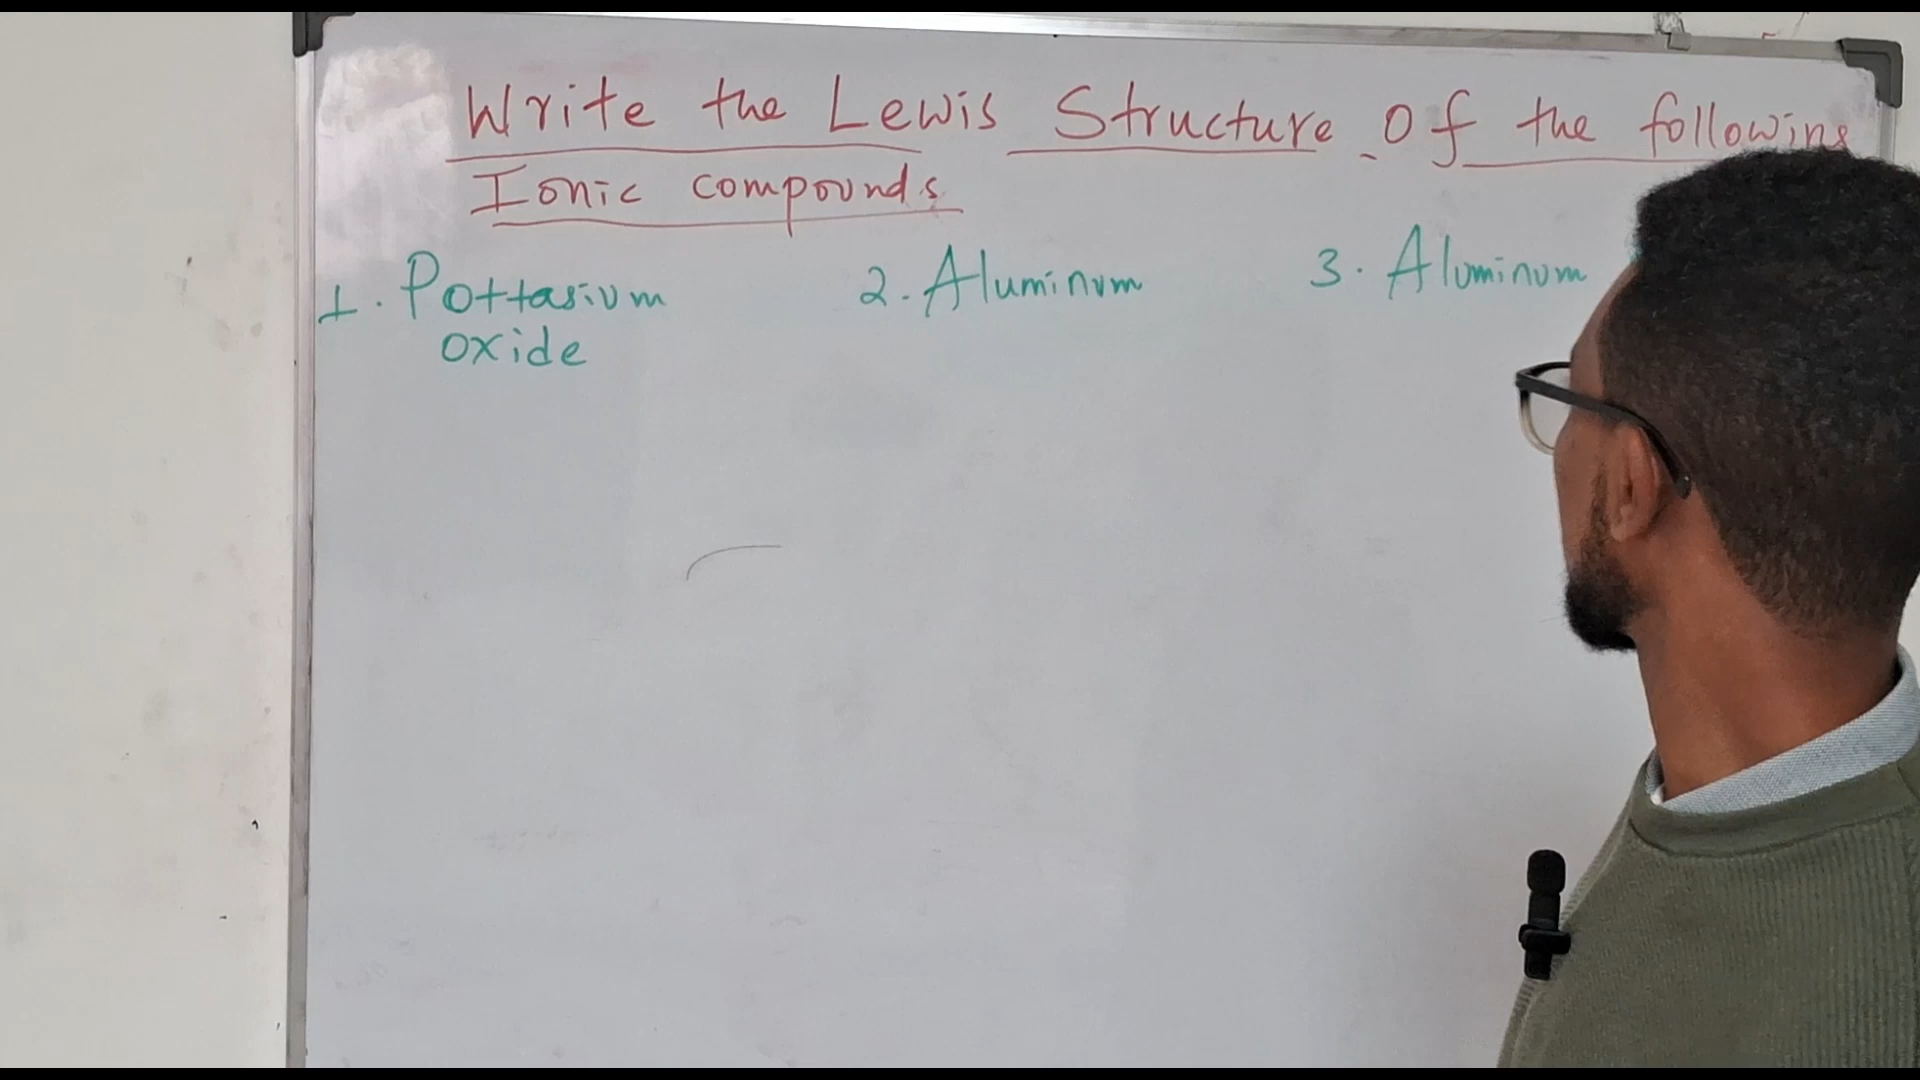 Write the Lewis Structure of the following
Ionic compounds
1. Pottasium
oxide
2. Aluminum
3. Aluminum